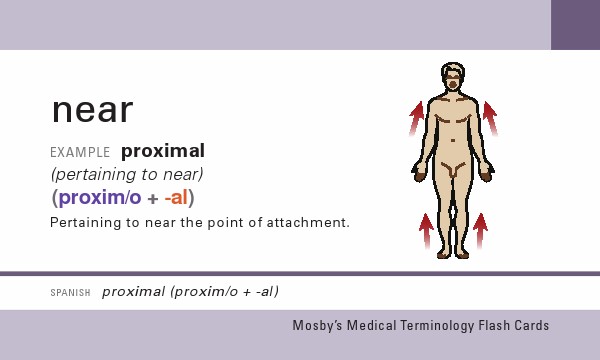 near
EXAMPLE proximal
(pertaining to near)
(proxim/o + -al)
Pertaining to near the point of attachment.
SPANISH proximal (proxim/o + -al)
Mosby's Medical Terminology Flash Cards